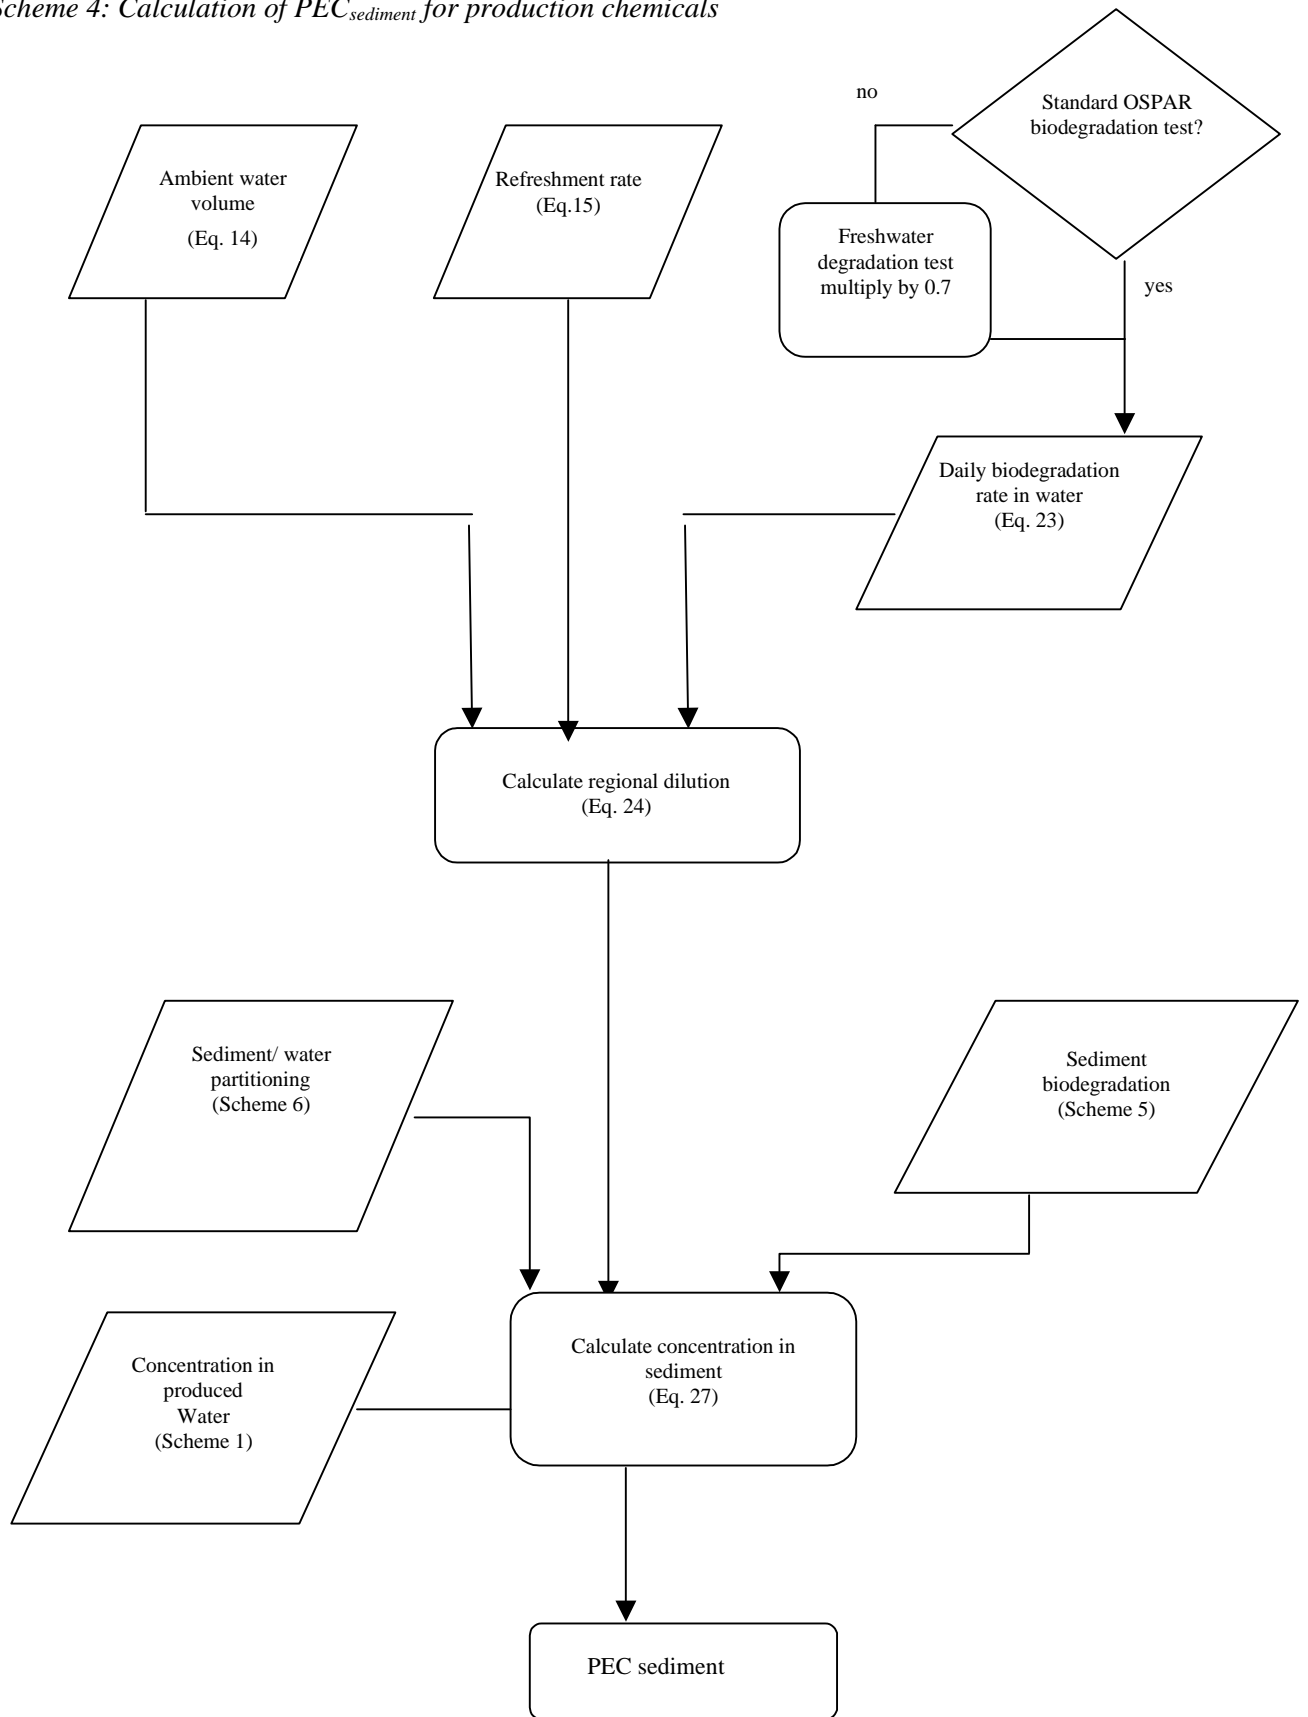 Scheme 4: Calculation of PECsediment for production chemicals
no
Standard OSPAR
biodegradation test?
Ambient water
volume
(Eq. 14)
Refreshment rate
(Eq.15)
Freshwater
degradation test
multiply by 0.7
yes
Daily biodegradation
rate in water
(Eq. 23)
Calculate regional dilution
(Eq. 24)
Sediment/ water
partitioning
(Scheme 6)
Sediment
biodegradation
(Scheme 5)
Calculate concentration in
sediment
(Eq. 27)
Concentration in
produced
Water
(Scheme 1)
PEC sediment